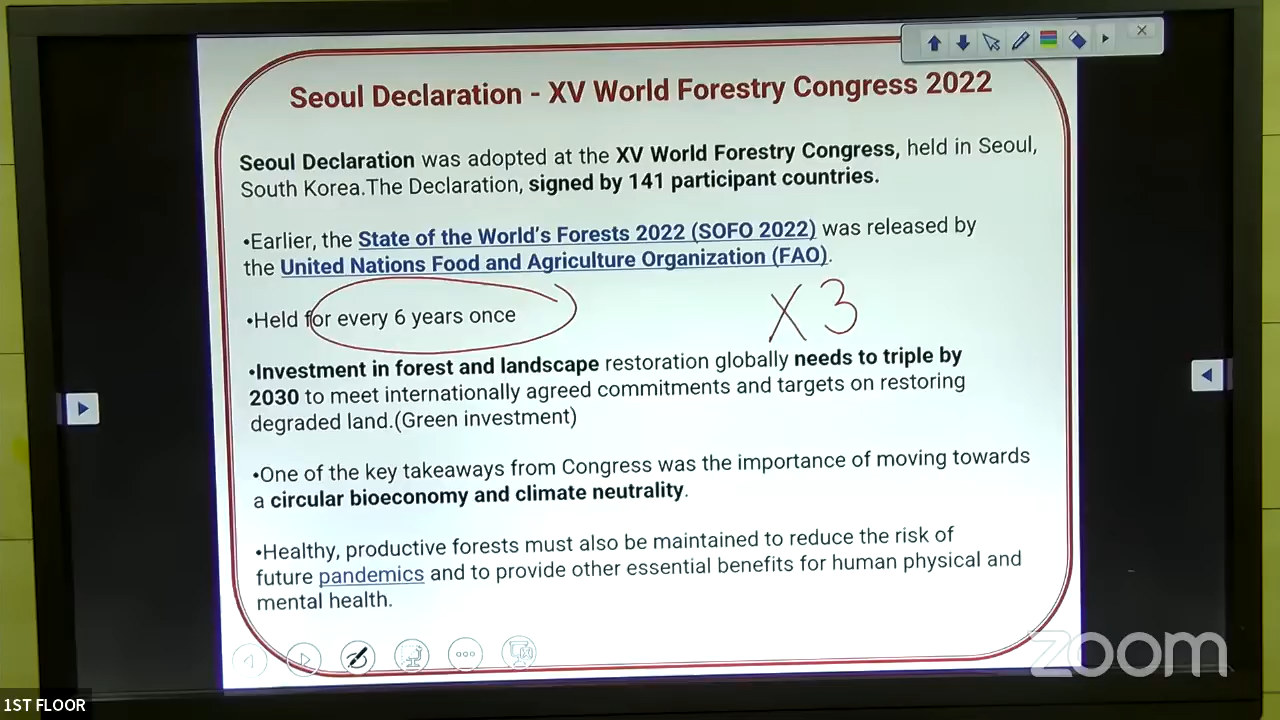 Seoul Declaration - XV World Forestry Congress 2022
Seoul Declaration was adopted at the XV World Forestry Congress, held in Seoul,
South Korea.The Declaration, signed by 141 participant countries.
•Earlier, the State of the World's Forests 2022 (SOFO 2022) was released by
the United Nations Food and Agriculture Organization (FAO).
•Held for every 6 years once
X3
•Investment in forest and landscape restoration globally needs to triple by
2030 to meet internationally agreed commitments and targets on restoring
degraded land.(Green investment)
•One of the key takeaways from Congress was the importance of moving towards
a circular bioeconomy and climate neutrality.
•Healthy, productive forests must also be maintained to reduce the risk of
future pandemics and to provide other essential benefits for human physical and
mental health.
zoom
1ST FLOOR